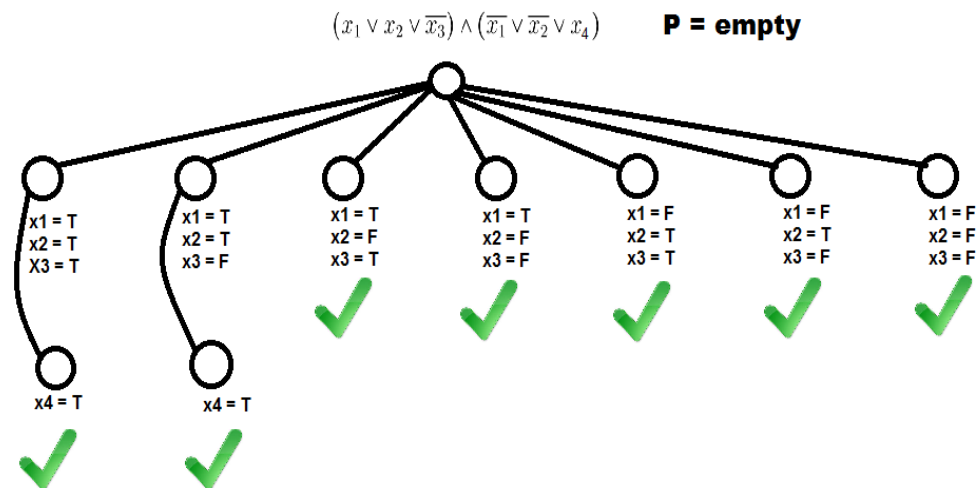 (x₁ ∨ x₂ ∨ x̅₃) ∧ (x̅₁ ∨ x̅₂ ∨ x₄)
P = empty
x1 = T
x2 = T
X3 = T
x1 = T
x2 = T
x3 = F
x1 = T
x2 = F
x3 = T
x1 = T
x2 = F
x3 = F
x1 = F
x2 = T
x3 = T
x1 = F
x2 = T
x3 = F
x1 = F
x2 = F
x3 = F
x4 = T
x4 = T